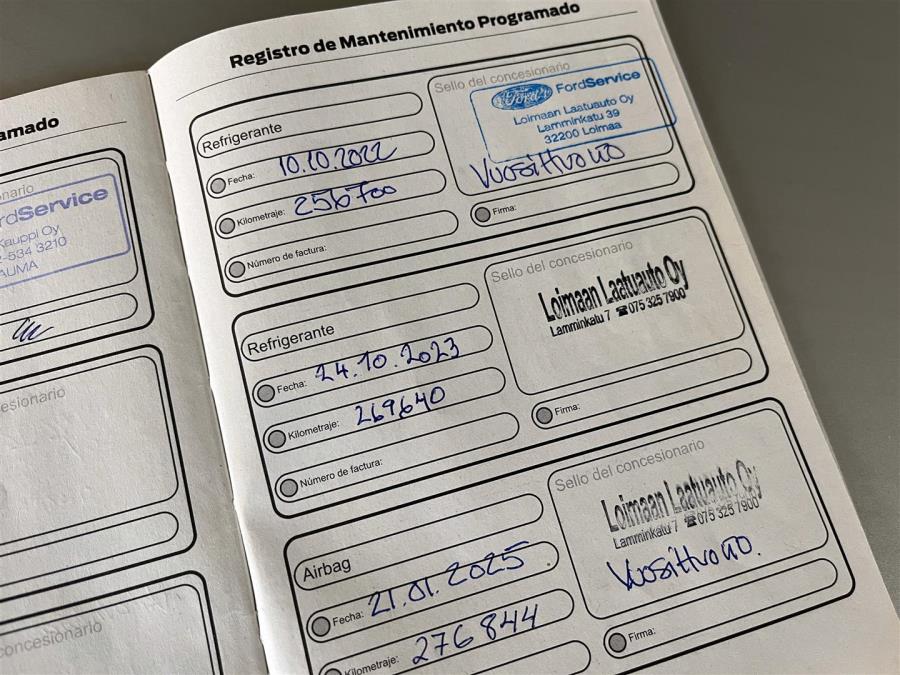 amado
nario
rdService
Kauppi Oy
2-534 3210
AUMA
cesionario
concesionario
Registro de Mantenimiento Programado
Refrigerante
Fecha: 10.10.2022
Kilometraje: 256700
Número de factura:
Sello del concesionario
Ford FordService
Loimaan Laatuauto Oy
Lamminkatu 39
32200 Loimaa
Vuosihuolto
Firma:
Refrigerante
Fecha: 24.10.2023
Kilometraje: 269640
Número de factura:
Sello del concesionario
Loimaan Laatuauto Oy
Lamminkatu 7 ☎075 325 7900
Firma:
Airbag
Fecha: 21.01.2025.
Kilometraje: 276844
Sello del concesionario
Loimaan Laatuauto Oy
Lamminkatu 7 ☎075 325 7900
Vuosihuolto.
Firma: